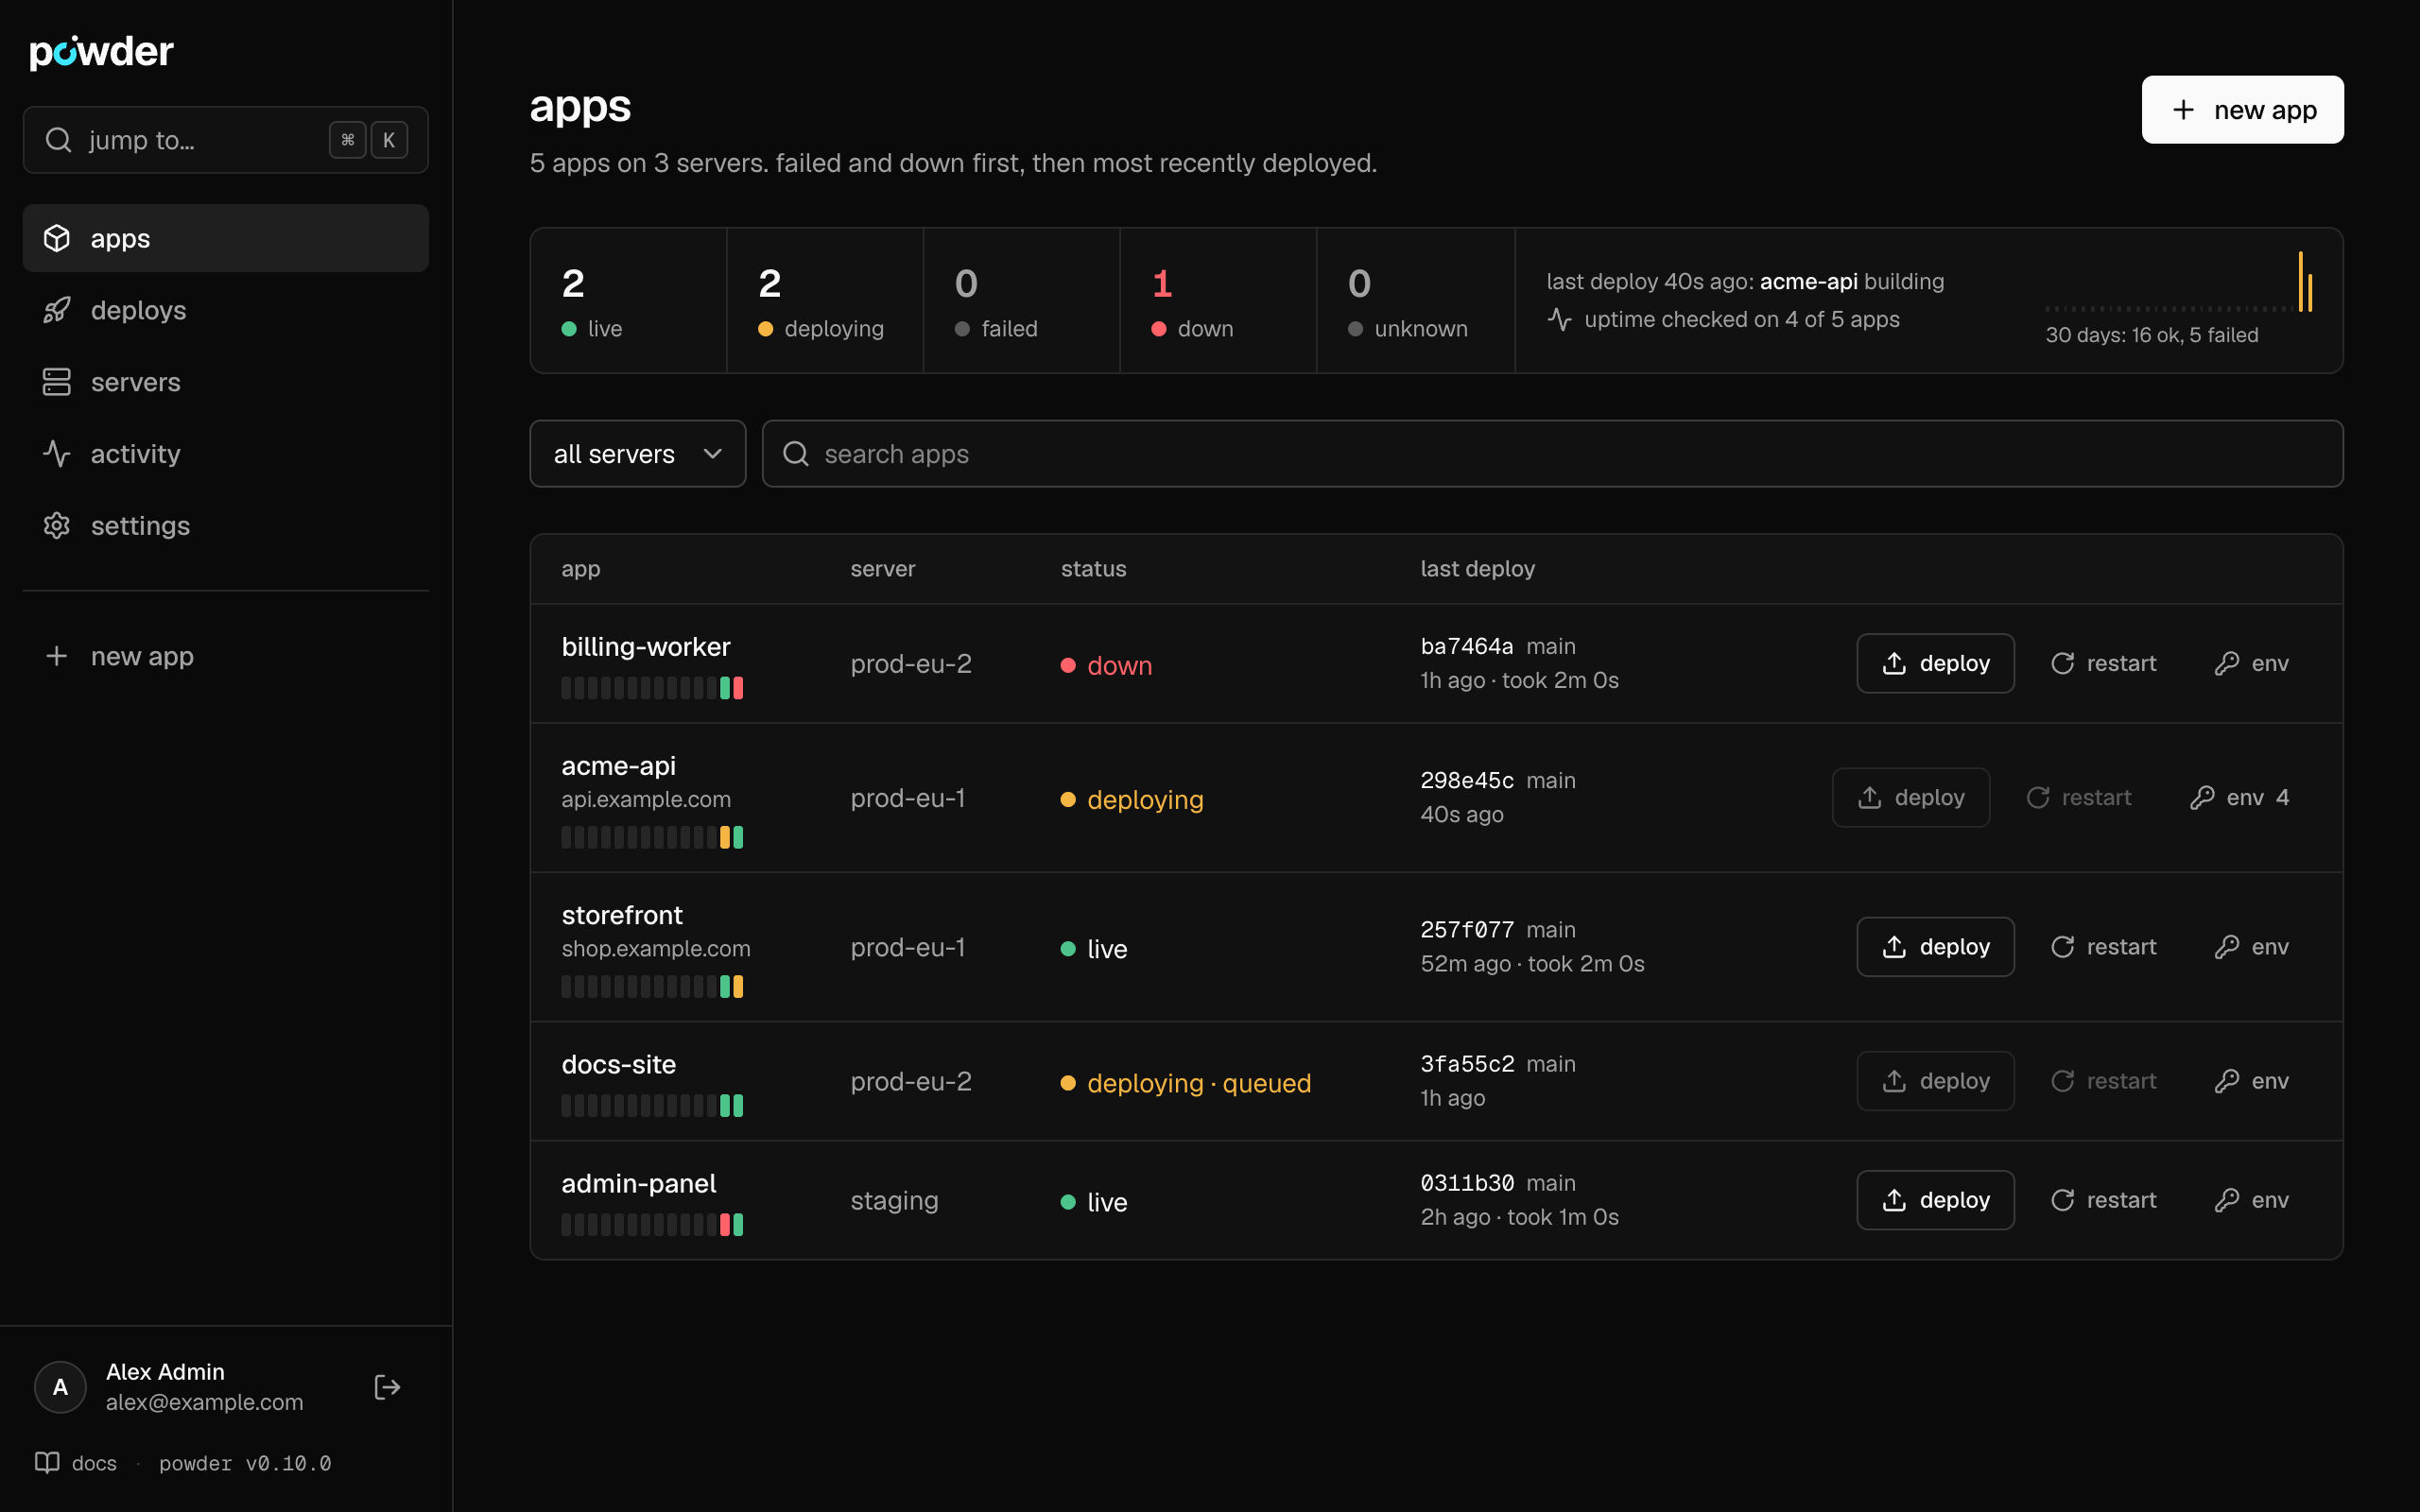 powder
jump to... ⌘ K
apps
deploys
servers
activity
settings
new app
A
Alex Admin
alex@example.com
docs · powder v0.10.0
apps
5 apps on 3 servers. failed and down first, then most recently deployed.
new app
2
live
2
deploying
0
failed
1
down
0
unknown
last deploy 40s ago: acme-api building
uptime checked on 4 of 5 apps
30 days: 16 ok, 5 failed
all servers
search apps
app server status last deploy
billing-worker
prod-eu-2
down
ba7464a main
1h ago · took 2m 0s
deploy restart env
acme-api
api.example.com
prod-eu-1
deploying
298e45c main
40s ago
deploy restart env 4
storefront
shop.example.com
prod-eu-1
live
257f077 main
52m ago · took 2m 0s
deploy restart env
docs-site
prod-eu-2
deploying · queued
3fa55c2 main
1h ago
deploy restart env
admin-panel
staging
live
0311b30 main
2h ago · took 1m 0s
deploy restart env